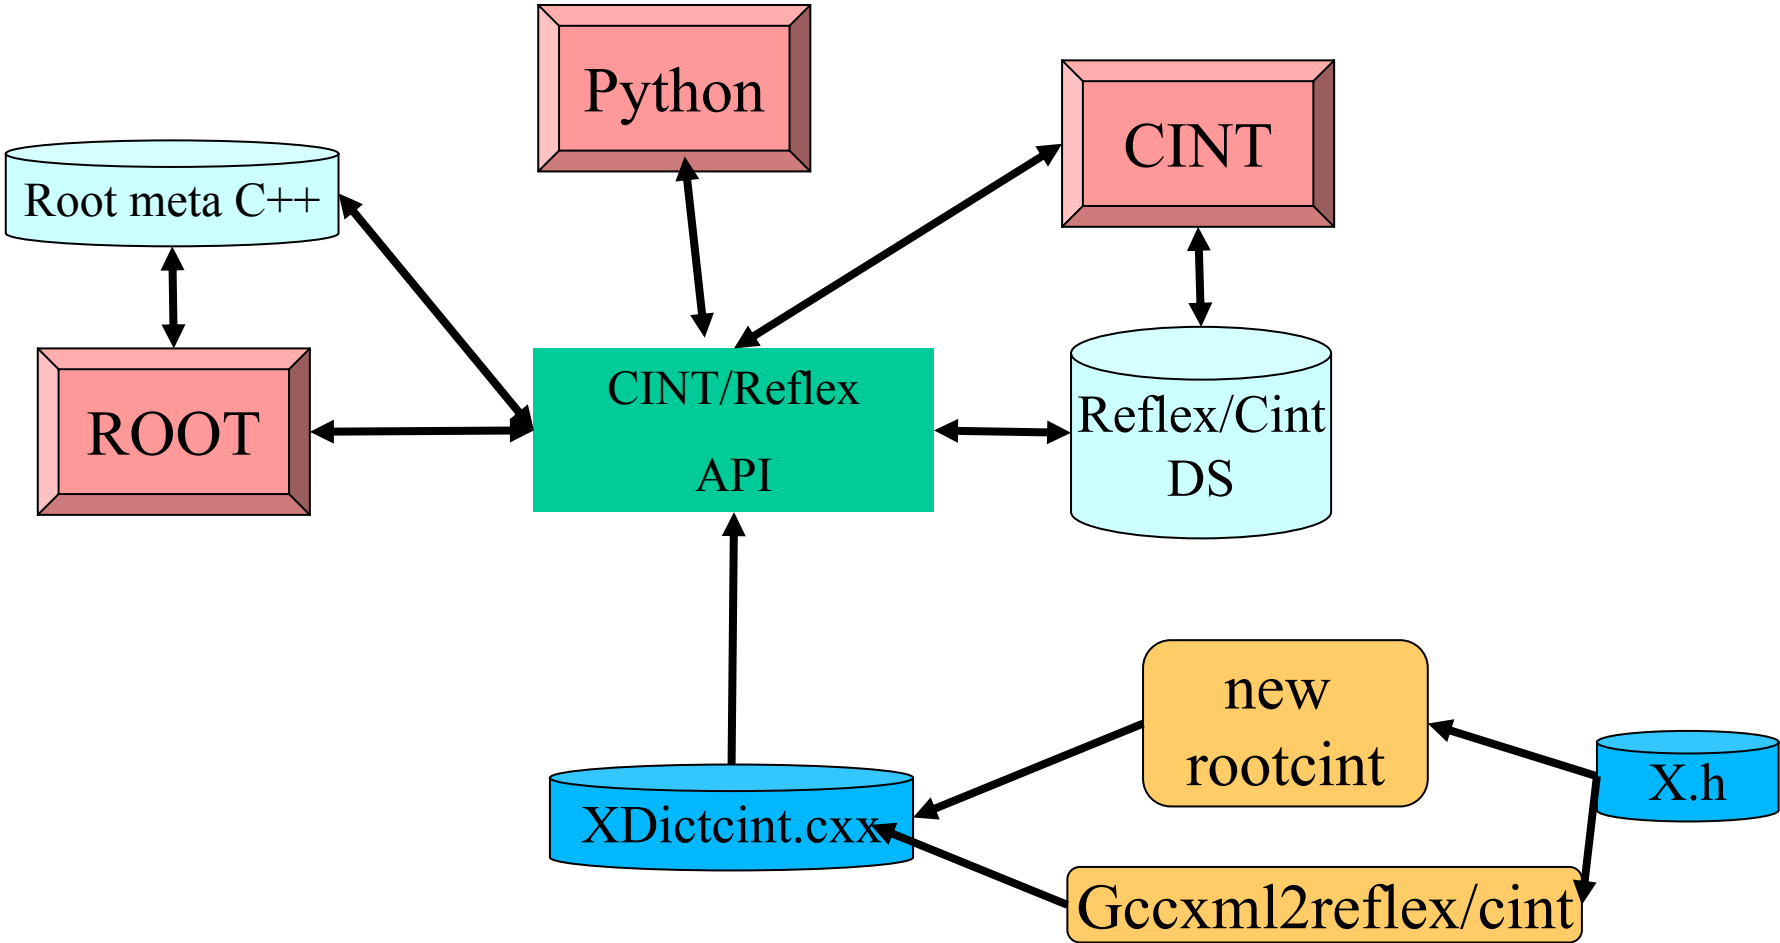 Python
CINT
Root meta C++
ROOT
CINT/Reflex
API
Reflex/Cint
DS
new
rootcint
X.h
XDictcint.cxx
Gccxml2reflex/cint